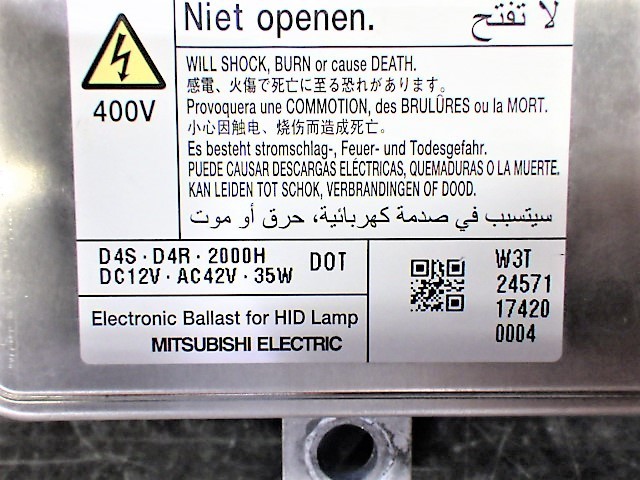 Niet openen.
لا تفتح
400V
WILL SHOCK, BURN or cause DEATH.
感電、火傷で死亡に至る恐れがあります。
Provoquera une COMMOTION, des BRULÛRES ou la MORT.
小心因触电、烧伤而造成死亡。
Es besteht stromschlag-, Feuer- und Todesgefahr.
PUEDE CAUSAR DESCARGAS ELÉCTRICAS, QUEMADURAS O LA MUERTE.
KAN LEIDEN TOT SCHOK, VERBRANDINGEN OF DOOD.
سيتسبب في صدمة كهربائية، حرق أو موت
D4S · D4R · 2000H
DC12V · AC42V · 35W
DOT
Electronic Ballast for HID Lamp
MITSUBISHI ELECTRIC
W3T
24571
17420
0004